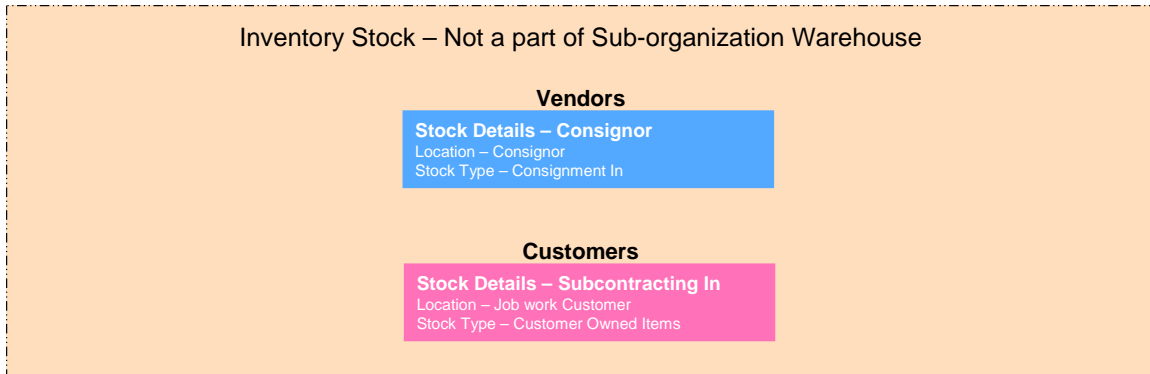 Inventory Stock – Not a part of Sub-organization Warehouse
Vendors
Stock Details – Consignor
Location – Consignor
Stock Type – Consignment In
Customers
Stock Details – Subcontracting In
Location – Job work Customer
Stock Type – Customer Owned Items